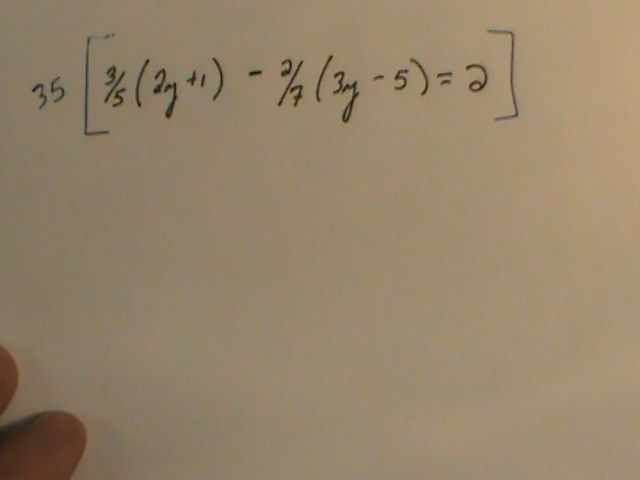 35 [3/5 (2y + 1) - 2/7 (3y - 5) = 2]